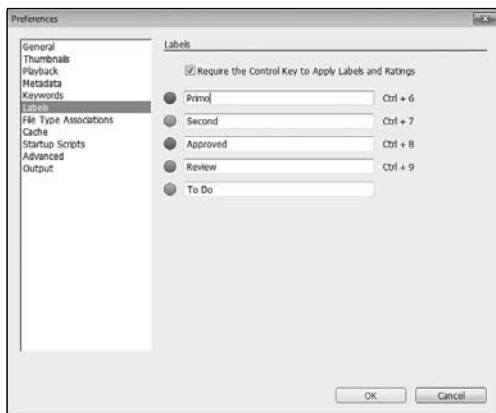 Preferences
General
Thumbnails
Playback
Metadata
Keywords
Labels
File Type Associations
Cache
Startup Scripts
Advanced
Output
Labels
Require the Control Key to Apply Labels and Ratings
Primo Ctrl + 6
Second Ctrl + 7
Approved Ctrl + 8
Review Ctrl + 9
To Do
OK Cancel